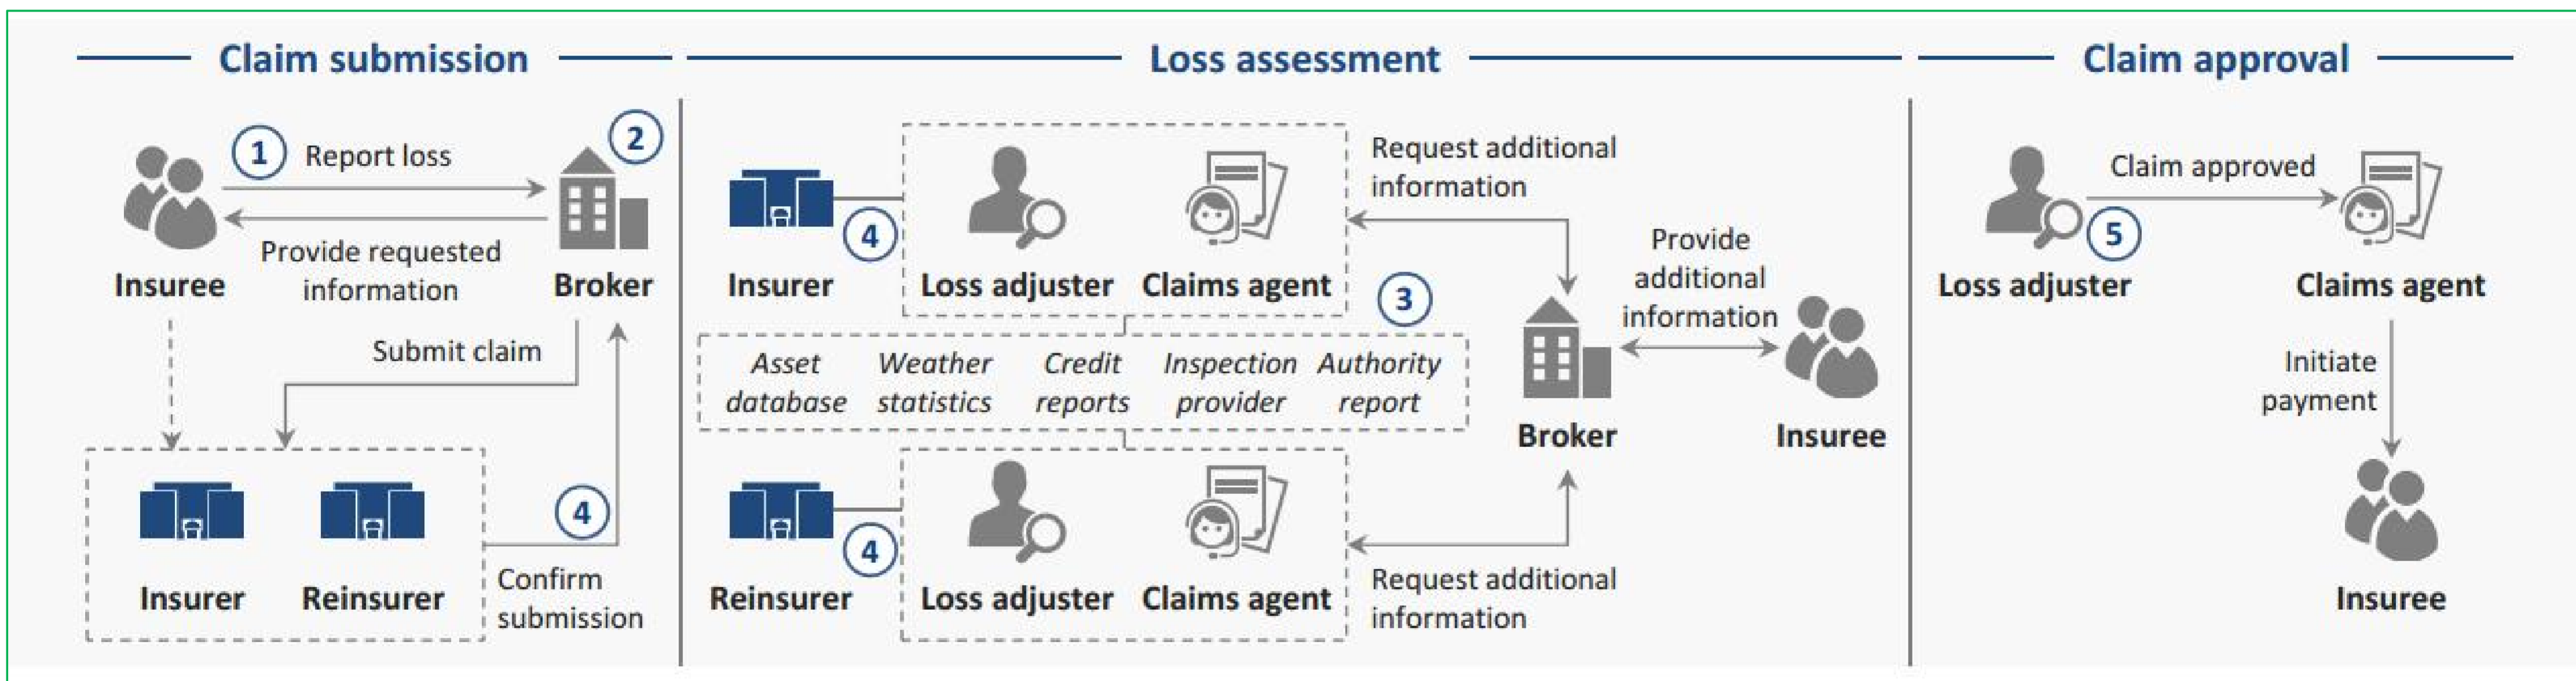 Claim submission
1
Report loss
2
Provide requested
information
Insuree
Broker
Submit claim
4
Insurer
Reinsurer
Confirm
submission
Loss assessment
Insurer
4
Loss adjuster
Claims agent
Request additional
information
3
Asset
database
Weather
statistics
Credit
reports
Inspection
provider
Authority
report
Provide
additional
information
Broker
Insuree
Reinsurer
4
Loss adjuster
Claims agent
Request additional
information
Claim approval
Claim approved
5
Loss adjuster
Claims agent
Initiate
payment
Insuree